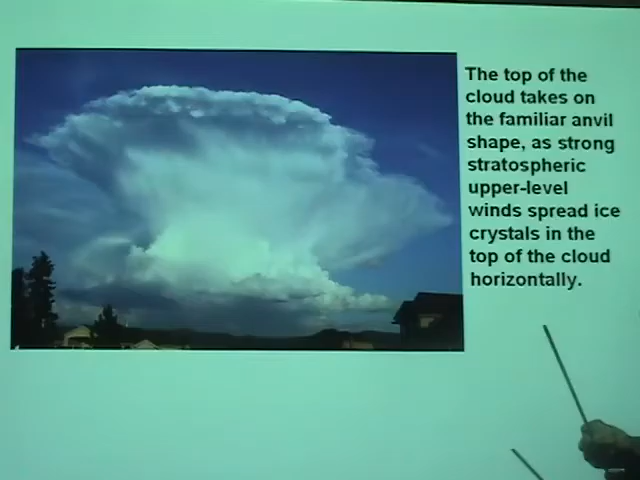 The top of the
cloud takes on
the familiar anvil
shape, as strong
stratospheric
upper-level
winds spread ice
crystals in the
top of the cloud
horizontally.